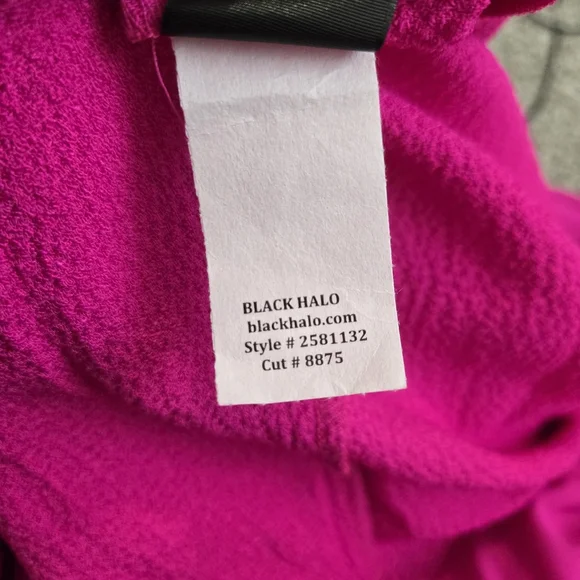 BLACK HALO
blackhalo.com
Style # 2581132
Cut # 8875